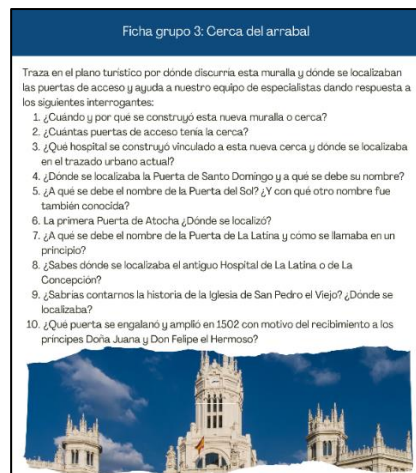 Ficha grupo 3: Cerca del arrabal
Traza en el plano turístico por dónde discurría esta muralla y dónde se localizaban
las puertas de acceso y ayuda a nuestro equipo de especialistas dando respuesta a
los siguientes interrogantes:
1. ¿Cuándo y por qué se construyó esta nueva muralla o cerca?
2. ¿Cuántas puertas de acceso tenía la cerca?
3. ¿Qué hospital se construyó vinculado a esta nueva cerca y dónde se localizaba
en el trazado urbano actual?
4. ¿Dónde se localizaba la Puerta de Santo Domingo y a qué se debe su nombre?
5. ¿A qué se debe el nombre de la Puerta del Sol? ¿Y con qué otro nombre fue
también conocida?
6. La primera Puerta de Atocha ¿Dónde se localizó?
7. ¿A qué se debe el nombre de la Puerta de La Latina y cómo se llamaba en un
principio?
8. ¿Sabes dónde se localizaba el antiguo Hospital de La Latina o de La
Concepción?
9. ¿Sabrías contarnos la historia de la Iglesia de San Pedro el Viejo? ¿Dónde se
localizaba?
10. ¿Qué puerta se engalanó y amplió en 1502 con motivo del recibimiento a los
príncipes Doña Juana y Don Felipe el Hermoso?